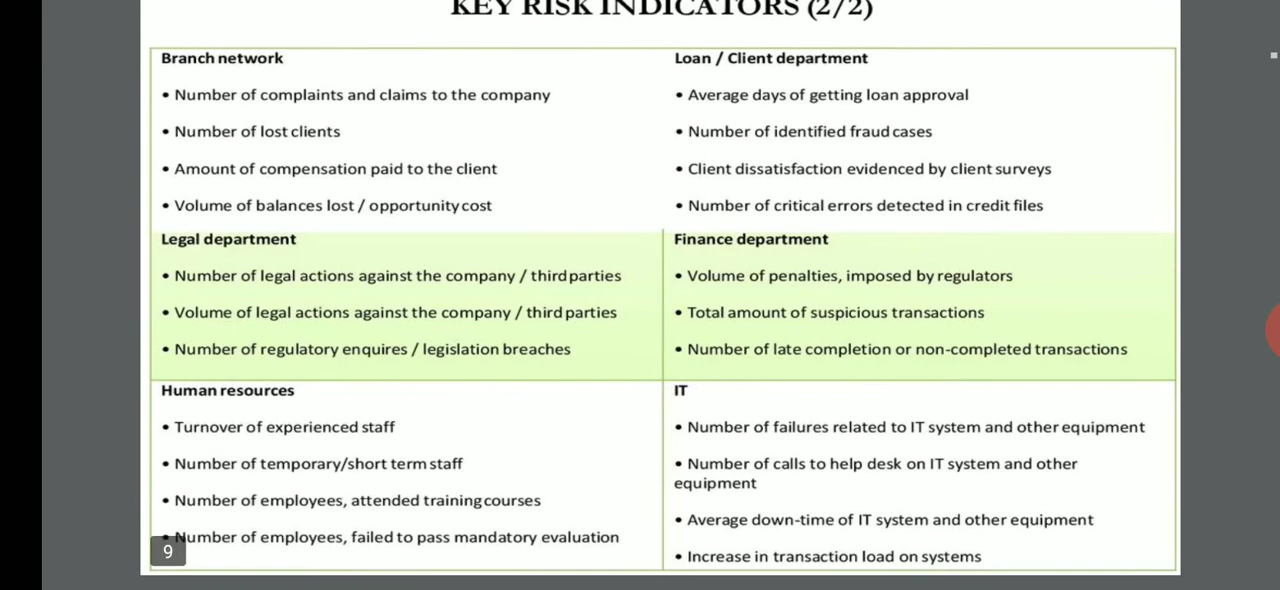 KEY RISK INDICATORS (2/2)
Branch network
• Number of complaints and claims to the company
• Number of lost clients
• Amount of compensation paid to the client
• Volume of balances lost / opportunity cost
Loan / Client department
• Average days of getting loan approval
• Number of identified fraud cases
• Client dissatisfaction evidenced by client surveys
• Number of critical errors detected in credit files
Legal department
• Number of legal actions against the company / third parties
• Volume of legal actions against the company / third parties
• Number of regulatory enquires / legislation breaches
Finance department
• Volume of penalties, imposed by regulators
• Total amount of suspicious transactions
• Number of late completion or non-completed transactions
Human resources
• Turnover of experienced staff
• Number of temporary/short term staff
• Number of employees, attended training courses
• Number of employees, failed to pass mandatory evaluation
IT
• Number of failures related to IT system and other equipment
• Number of calls to help desk on IT system and other
equipment
• Average down-time of IT system and other equipment
• Increase in transaction load on systems
9